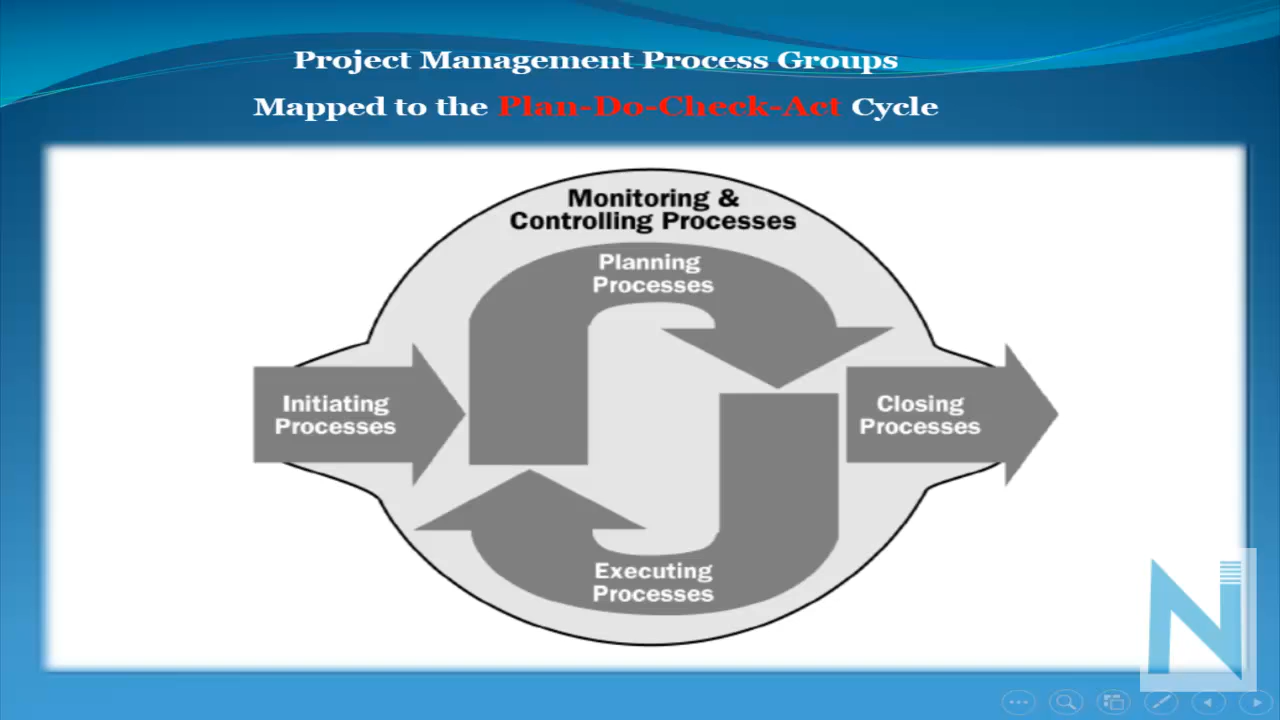 Project Management Process Groups
Mapped to the Plan-Do-Check-Act Cycle
Monitoring &
Controlling Processes
Planning
Processes
Initiating
Processes
Closing
Processes
Executing
Processes
N